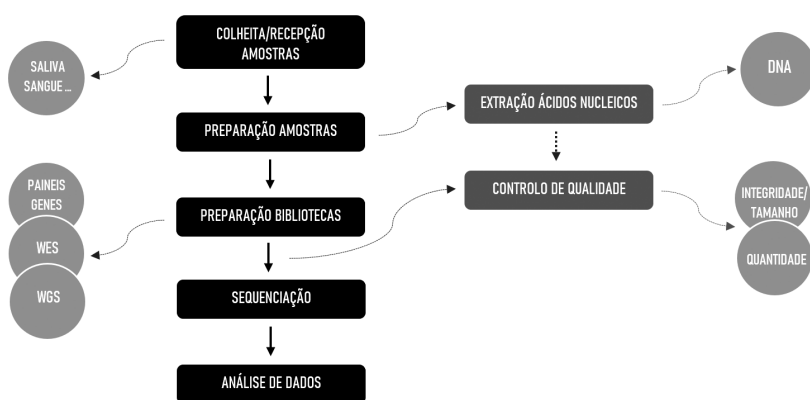 COLHEITA/RECEPÇÃO
AMOSTRAS
SALIVA
SANGUE ...
DNA
EXTRAÇÃO ÁCIDOS NUCLEICOS
PREPARAÇÃO AMOSTRAS
PAINEIS
GENES
CONTROLO DE QUALIDADE
INTEGRIDADE/
TAMANHO
PREPARAÇÃO BIBLIOTECAS
WES
QUANTIDADE
WGS
SEQUENCIAÇÃO
ANÁLISE DE DADOS